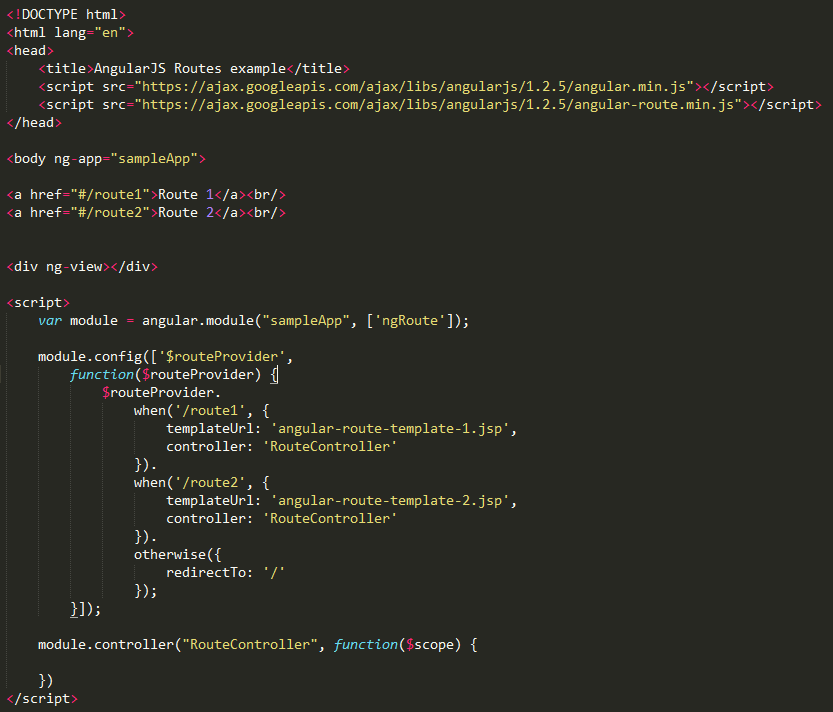 <!DOCTYPE html>
<html lang="en">
<head>
    <title>AngularJS Routes example</title>
    <script src="https://ajax.googleapis.com/ajax/libs/angularjs/1.2.5/angular.min.js"></script>
    <script src="https://ajax.googleapis.com/ajax/libs/angularjs/1.2.5/angular-route.min.js"></script>
</head>

<body ng-app="sampleApp">

<a href="#/route1">Route 1</a><br/>
<a href="#/route2">Route 2</a><br/>


<div ng-view></div>

<script>
    var module = angular.module("sampleApp", ['ngRoute']);

    module.config(['$routeProvider',
        function($routeProvider) {
            $routeProvider.
                when('/route1', {
                    templateUrl: 'angular-route-template-1.jsp',
                    controller: 'RouteController'
                }).
                when('/route2', {
                    templateUrl: 'angular-route-template-2.jsp',
                    controller: 'RouteController'
                }).
                otherwise({
                    redirectTo: '/'
                });
        }]);

    module.controller("RouteController", function($scope) {

    })
</script>